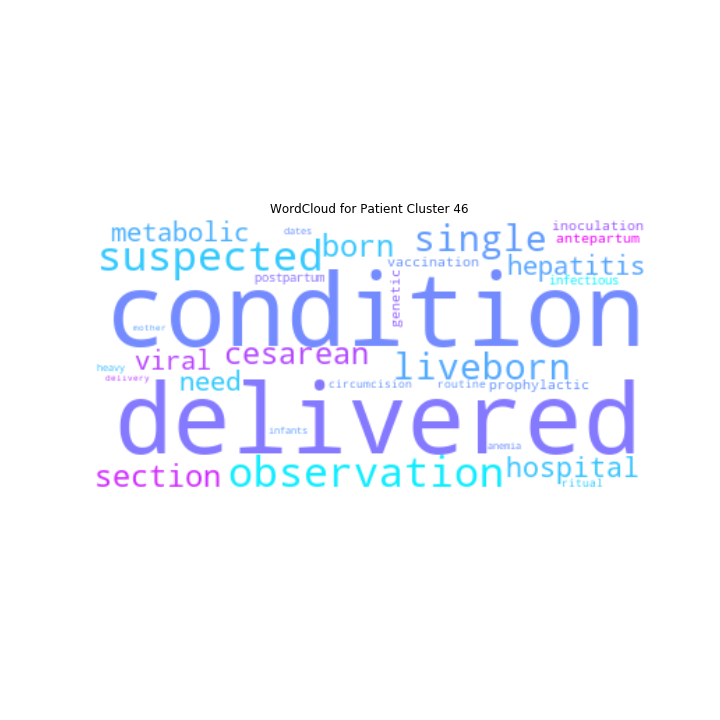 WordCloud for Patient Cluster 46
metabolic
dates
inoculation
single
antepartum
suspected
born
vaccination
hepatitis
postpartum
infectious
genetic
condition
mother
viral
cesarean
liveborn
heavy
delivery
need
circumcision
routine
prophylactic
delivered
infants
anemia
section
observation
hospital
ritual